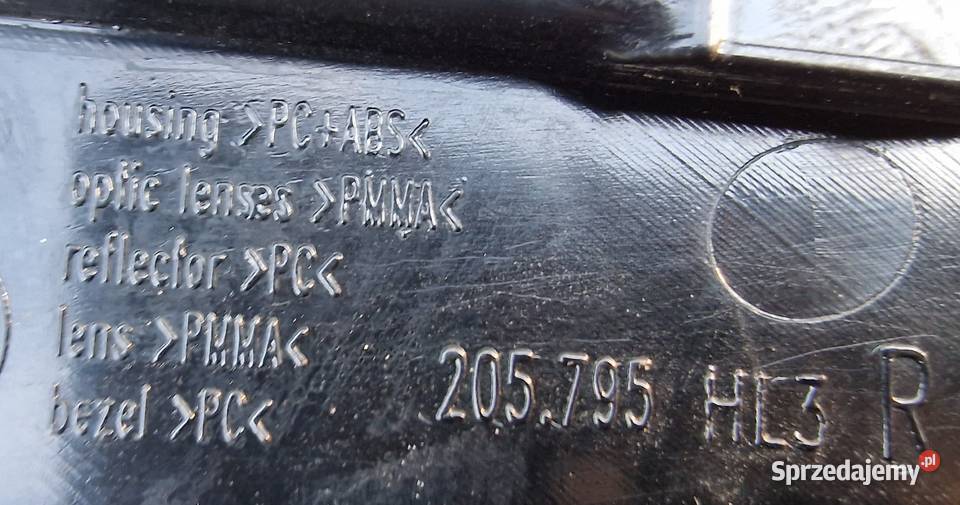 housing >PC+ABS<
optic lenses >PMMA<
reflector >PC<
lens >PMMA<
bezel >PC<
205.795 HL3 R
Sprzedajemy.pl